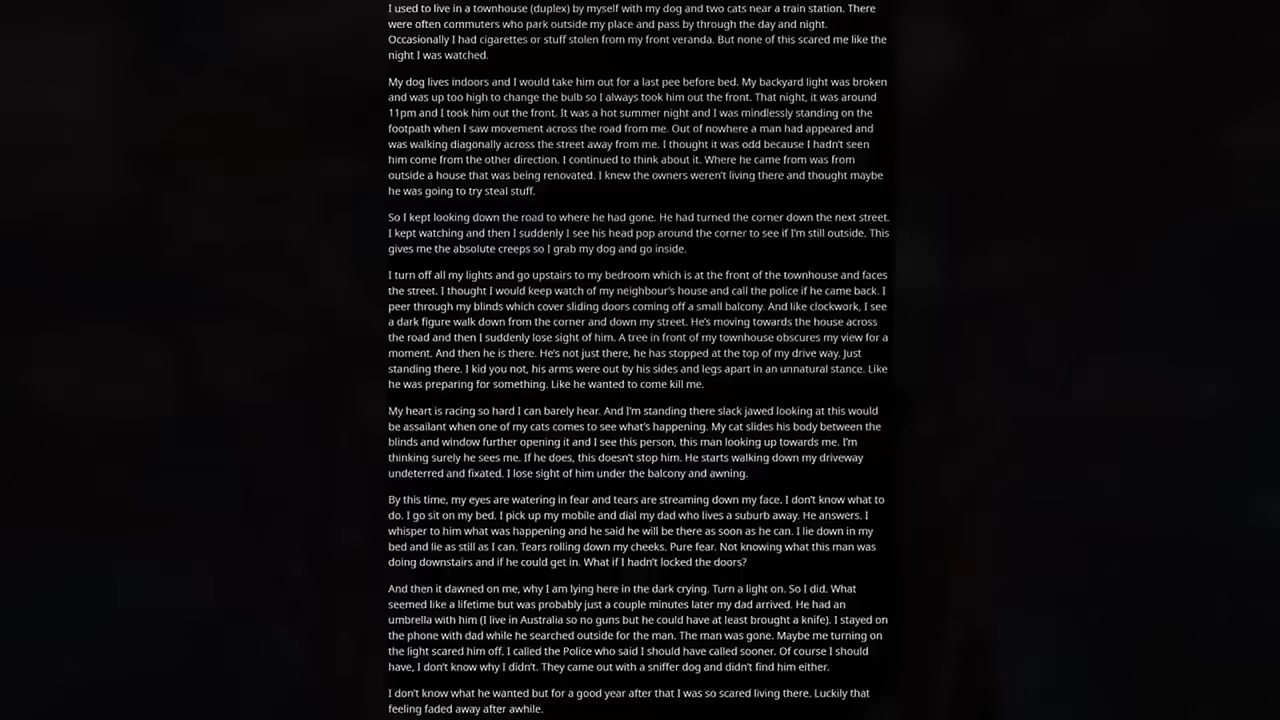 I used to live in a townhouse (duplex) by myself with my dog and two cats near a train station. There
were often commuters who park outside my place and pass by through the day and night.
Occasionally I had cigarettes or stuff stolen from my front veranda. But none of this scared me like the
night I was watched.
My dog lives indoors and I would take him out for a last pee before bed. My backyard light was broken
and was up too high to change the bulb so I always took him out the front. That night, it was around
11pm and I took him out the front. It was a hot summer night and I was mindlessly standing on the
footpath when I saw movement across the road from me. Out of nowhere a man had appeared and
was walking diagonally across the street away from me. I thought it was odd because I hadn't seen
him come from the other direction. I continued to think about it. Where he came from was from
outside a house that was being renovated. I knew the owners weren't living there and thought maybe
he was going to try steal stuff.
So I kept looking down the road to where he had gone. He had turned the corner down the next street.
I kept watching and then I suddenly I see his head pop around the corner to see if I'm still outside. This
gives me the absolute creeps so I grab my dog and go inside.
I turn off all my lights and go upstairs to my bedroom which is at the front of the townhouse and faces
the street. I thought I would keep watch of my neighbour's house and call the police if he came back. I
peer through my blinds which cover sliding doors coming off a small balcony. And like clockwork, I see
a dark figure walk down from the corner and down my street. He's moving towards the house across
the road and then I suddenly lose sight of him. A tree in front of my townhouse obscures my view for a
moment. And then he is there. He's not just there, he has stopped at the top of my drive way. Just
standing there. I kid you not, his arms were out by his sides and legs apart in an unnatural stance. Like
he was preparing for something. Like he wanted to come kill me.
My heart is racing so hard I can barely hear. And I'm standing there slack jawed looking at this would
be assailant when one of my cats comes to see what's happening. My cat slides his body between the
blinds and window further opening it and I see this person, this man looking up towards me. I'm
thinking surely he sees me. If he does, this doesn't stop him. He starts walking down my driveway
undeterred and fixated. I lose sight of him under the balcony and awning.
By this time, my eyes are watering in fear and tears are streaming down my face. I don't know what to
do. I go sit on my bed. I pick up my mobile and dial my dad who lives a suburb away. He answers. I
whisper to him what was happening and he said he will be there as soon as he can. I lie down in my
bed and lie as still as I can. Tears rolling down my cheeks. Pure fear. Not knowing what this man was
doing downstairs and if he could get in. What if I hadn't locked the doors?
And then it dawned on me, why I am lying here in the dark crying. Turn a light on. So I did. What
seemed like a lifetime but was probably just a couple minutes later my dad arrived. He had an
umbrella with him (I live in Australia so no guns but he could have at least brought a knife). I stayed on
the phone with dad while he searched outside for the man. The man was gone. Maybe me turning on
the light scared him off. I called the Police who said I should have called sooner. Of course I should
have, I don't know why I didn't. They came out with a sniffer dog and didn't find him either.
I don't know what he wanted but for a good year after that I was so scared living there. Luckily that
feeling faded away after awhile.